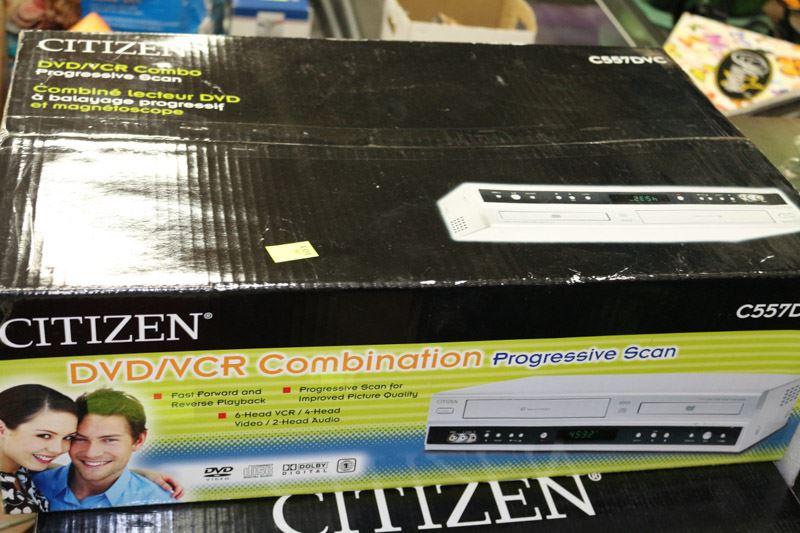 CITIZEN
DVD/VCR Combo
Progressive Scan
Combiné lecteur DVD
à balayage progressif
et magnétoscope
C557DVC
CITIZEN®
C557D
DVD/VCR Combination Progressive Scan
Fast Forward and
Reverse Playback
Progressive Scan for
Improved Picture Quality
6-Head VCR / 4-Head
Video / 2-Head Audio
CITIZEN
DVD
VIDEO
DOLBY
DIGITAL
1
CITIZEN®